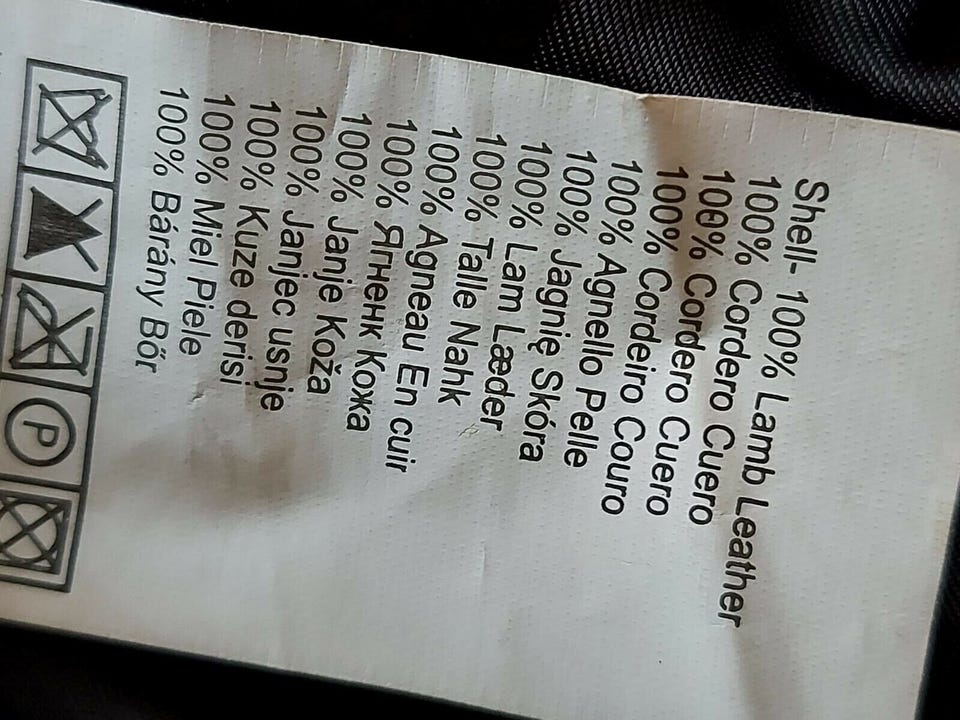 Shell- 100% Lamb Leather
100% Cordero Cuero
100% Cordero Cuero
100% Cordeiro Couro
100% Agnello Pelle
100% Jagnię Skóra
100% Lam Læder
100% Talle Nahk
100% Agneau En cuir
100% Ягненк Кожа
100% Janje Koža
100% Janjec usnje
100% Kuze derisi
100% Miel Piele
100% Bárány Bőr
P